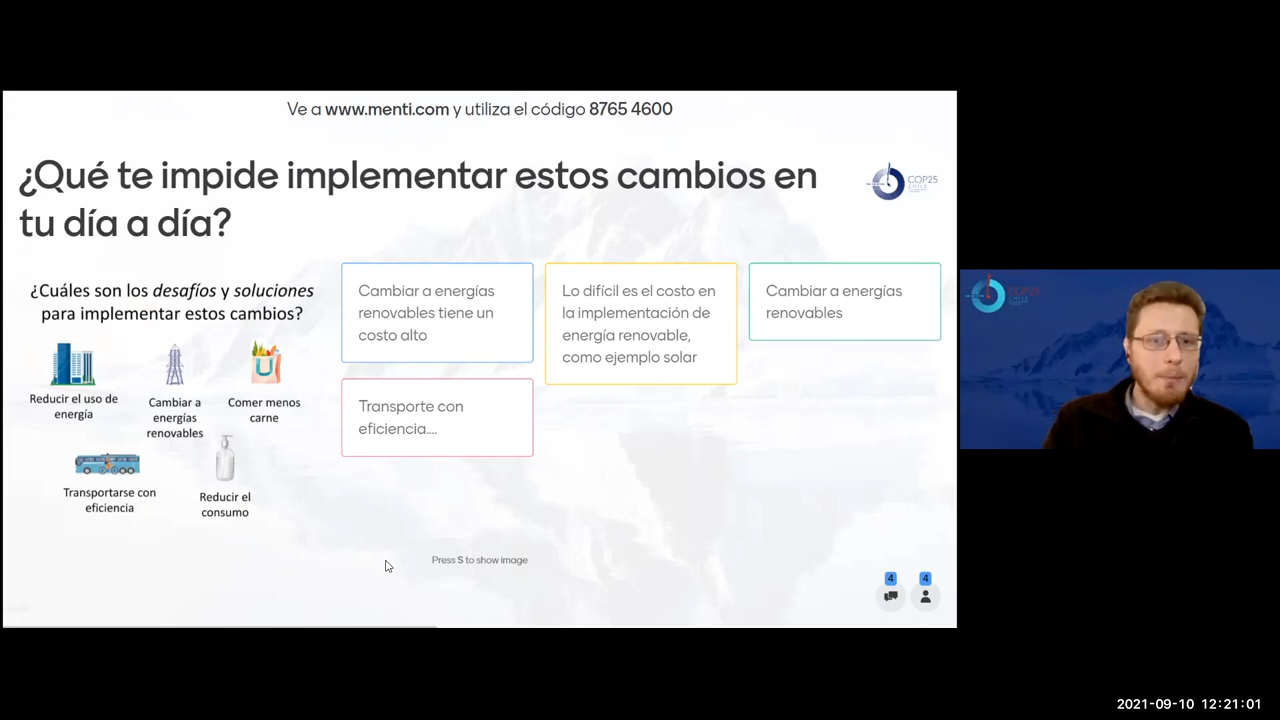 Ve a www.menti.com y utiliza el código 8765 4600
¿Qué te impide implementar estos cambios en
tu día a día?
COP25
CHILE
¿Cuáles son los desafíos y soluciones
para implementar estos cambios?
Reducir el uso de
energía
Cambiar a
energías
renovables
Comer menos
carne
Transportarse con
eficiencia
Reducir el
consumo
Cambiar a energías
renovables tiene un
costo alto
Lo difícil es el costo en
la implementación de
energía renovable,
como ejemplo solar
Cambiar a energías
renovables
Transporte con
eficiencia....
Press S to show image
4
4
COP25
CHILE
2021-09-10 12:21:01